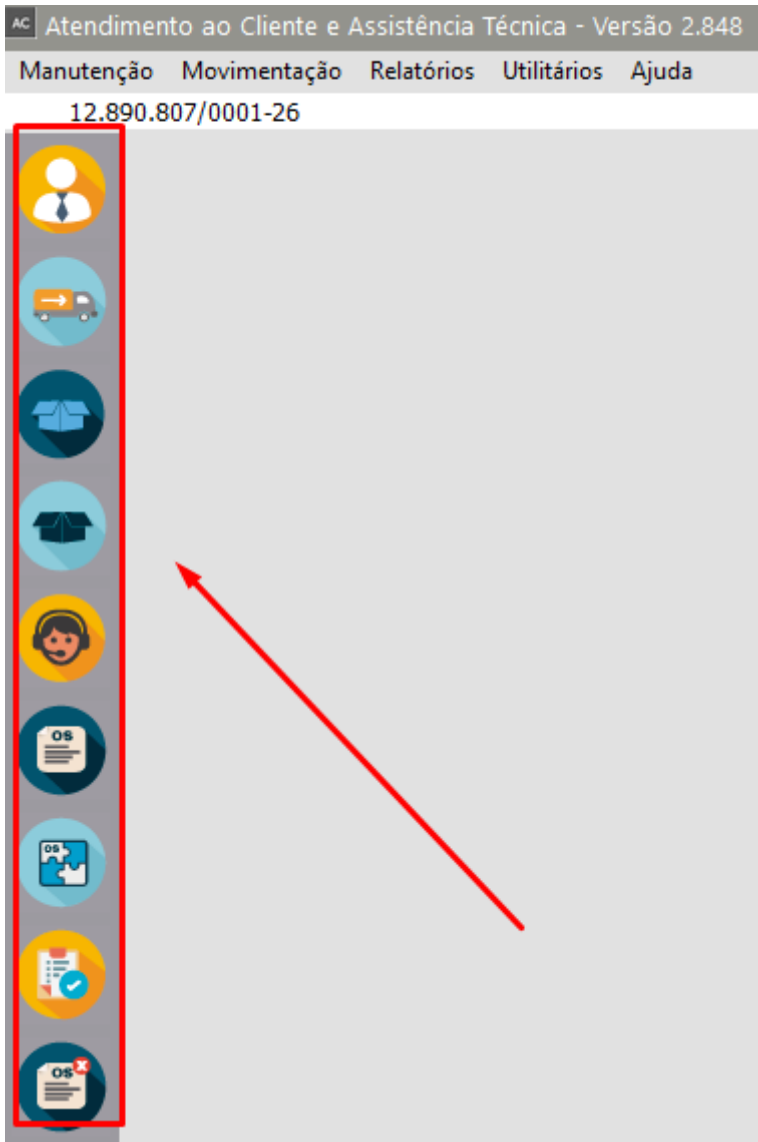 AC Atendimento ao Cliente e Assistência Técnica - Versão 2.848
Manutenção Movimentação Relatórios Utilitários Ajuda
12.890.807/0001-26
OS
OS
OS